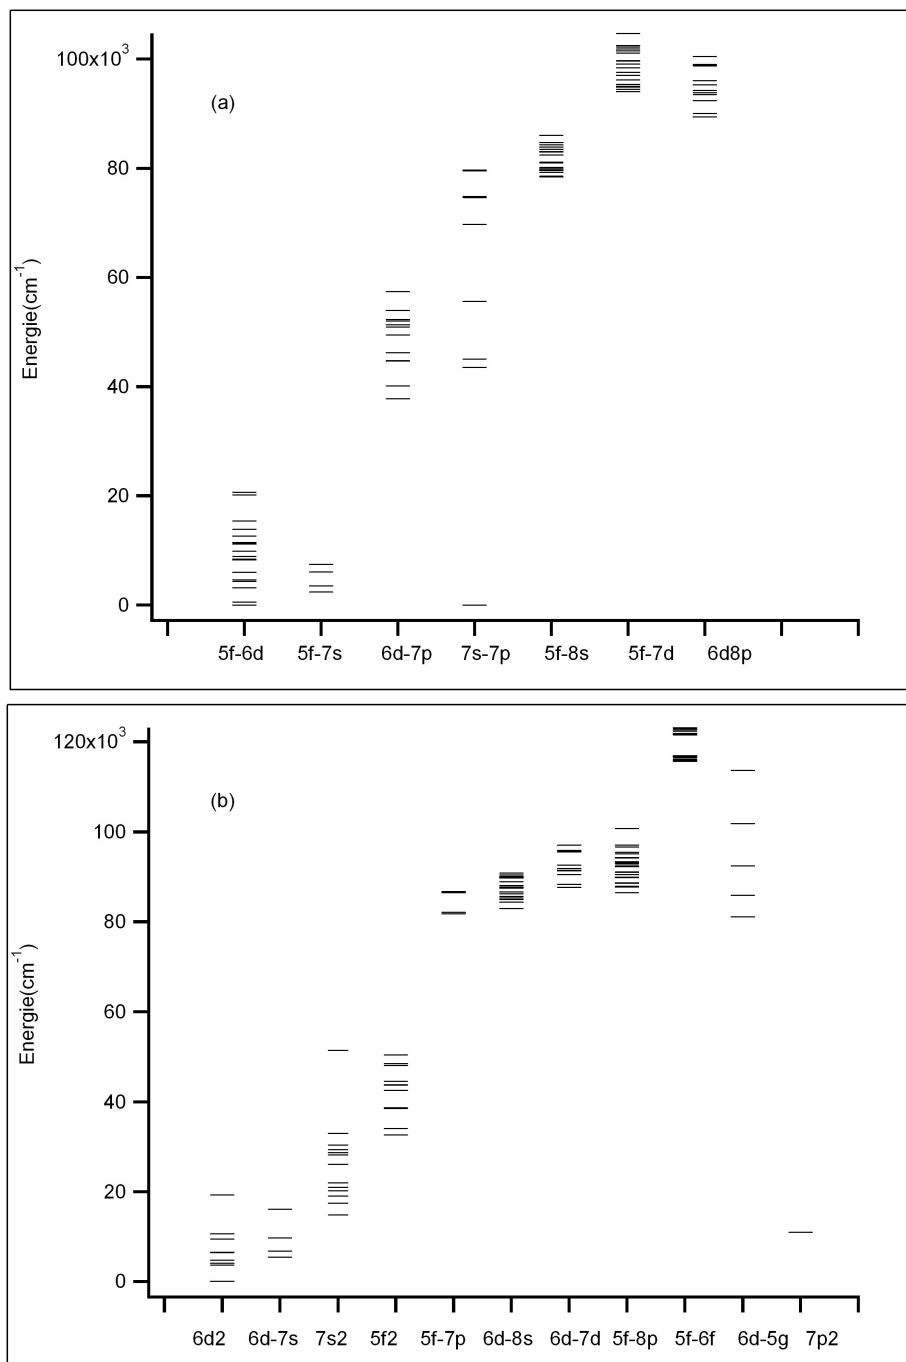 100x10³
(a)
80
60
Energie(cm⁻¹)
40
20
0
5f-6d 5f-7s 6d-7p 7s-7p 5f-8s 5f-7d 6d8p
120x10³
(b)
100
80
60
Energie(cm⁻¹)
40
20
0
6d2 6d-7s 7s2 5f2 5f-7p 6d-8s 6d-7d 5f-8p 5f-6f 6d-5g 7p2